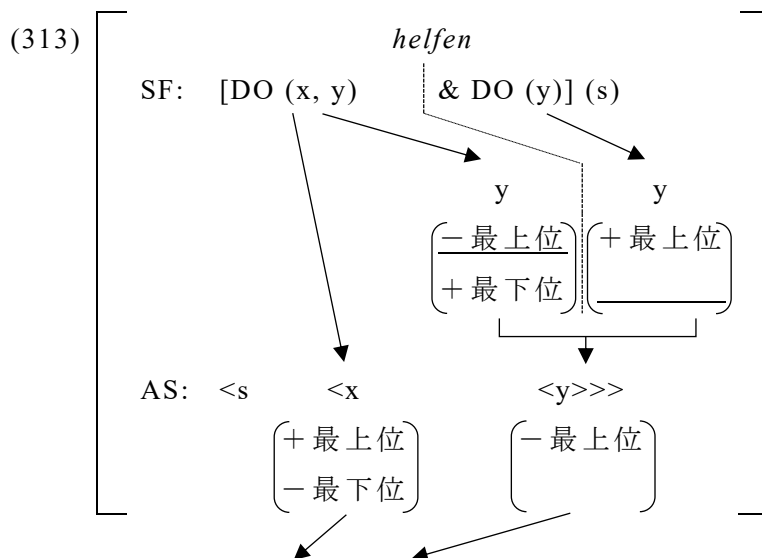 (313) helfen
SF: [DO (x, y) & DO (y)] (s)
y y
－最上位 ＋最上位
＋最下位
AS: <s <x <y>>>
＋最上位 －最上位
－最下位